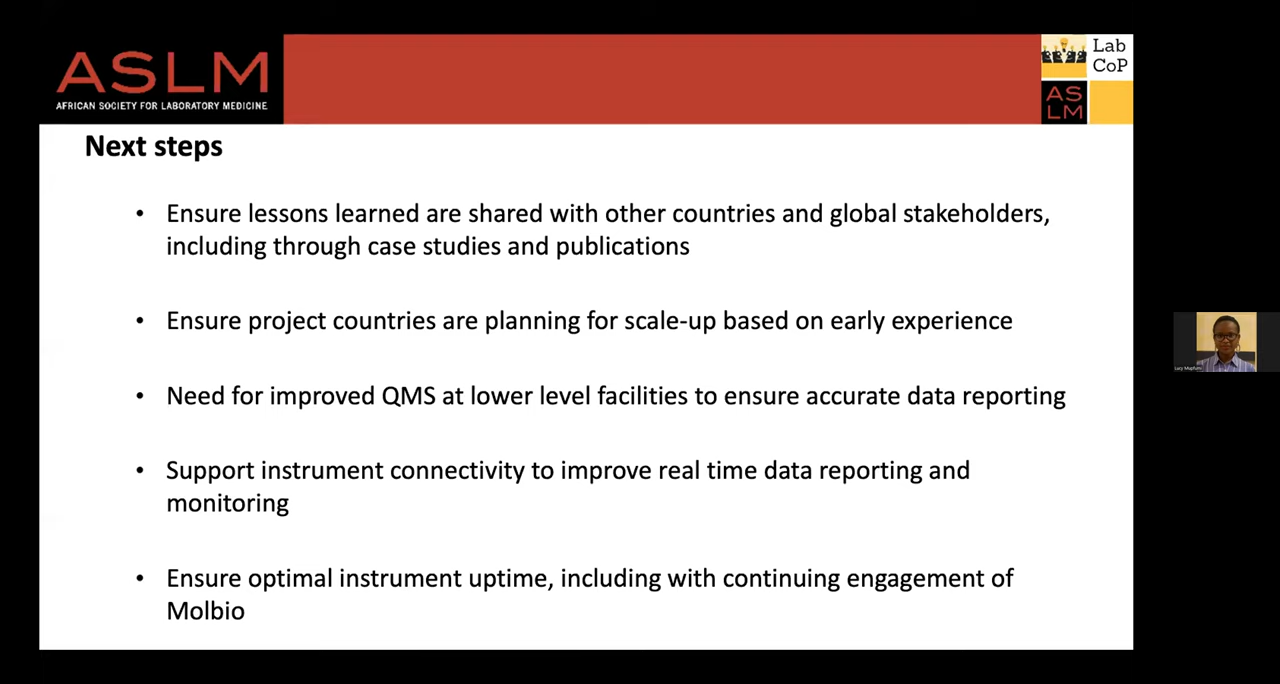 ASLM
AFRICAN SOCIETY FOR LABORATORY MEDICINE
Lab
CoP
AS
LM
Next steps
• Ensure lessons learned are shared with other countries and global stakeholders,
including through case studies and publications
• Ensure project countries are planning for scale-up based on early experience
• Need for improved QMS at lower level facilities to ensure accurate data reporting
• Support instrument connectivity to improve real time data reporting and
monitoring
• Ensure optimal instrument uptime, including with continuing engagement of
Molbio
Lucy Mupfumi